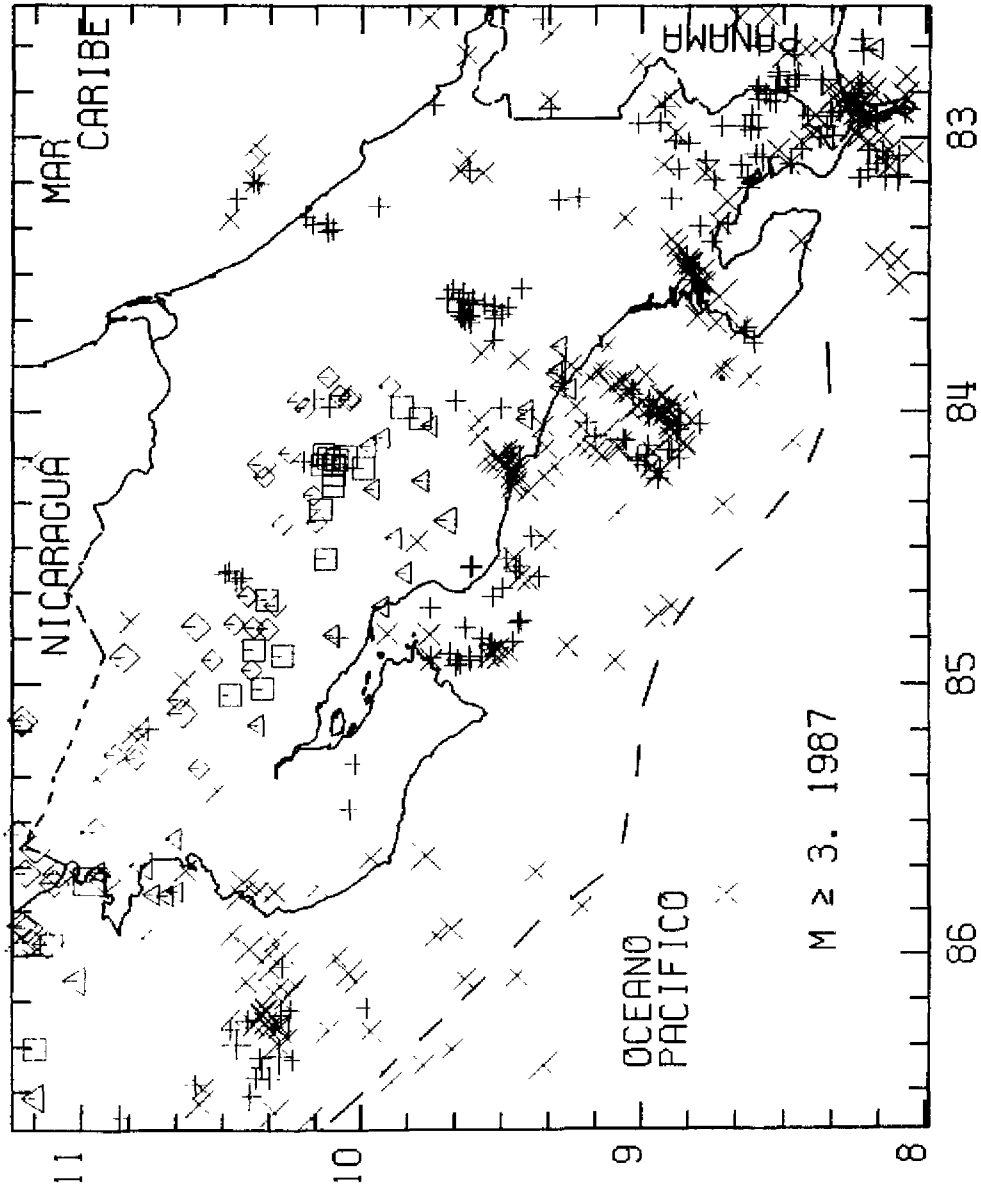 MAR
CARIBE
NICARAGUA
PANAMA
OCEANO
PACIFICO
M ≥ 3. 1987
11
10
9
8
86
85
84
83